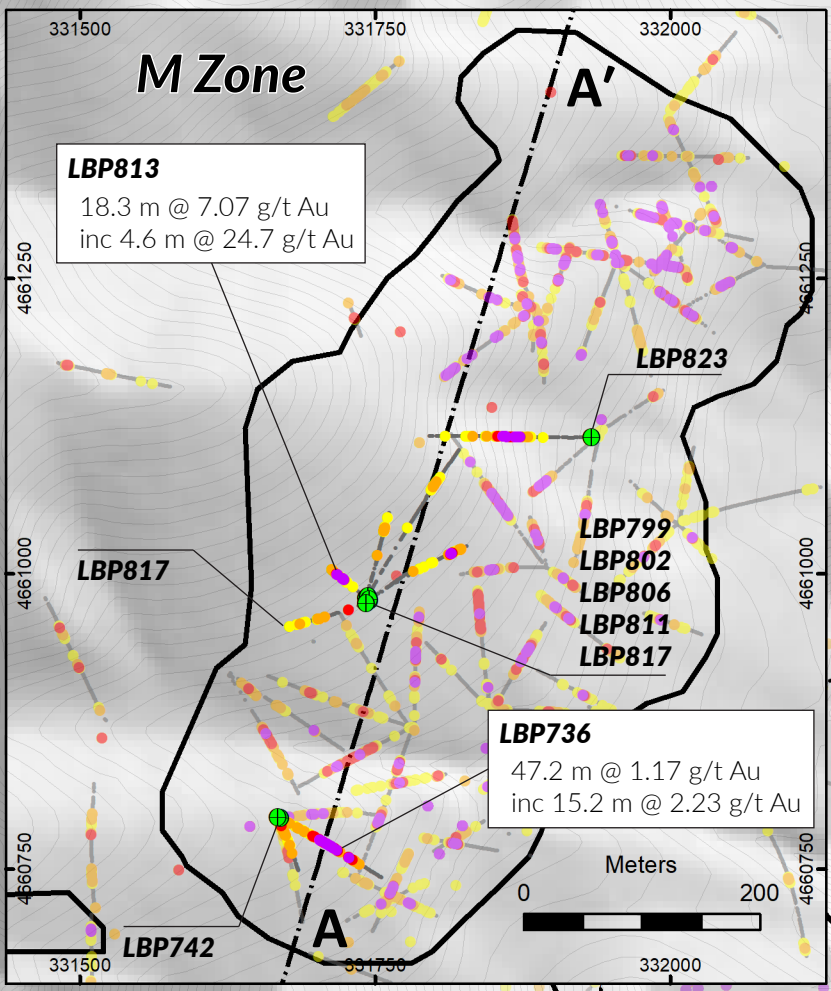 331500 331750 332000
M Zone
A′
LBP813
18.3 m @ 7.07 g/t Au
inc 4.6 m @ 24.7 g/t Au
4661250 4661250
LBP823
LBP799
LBP802
LBP806
LBP811
LBP817
4661000 4661000
LBP817
LBP736
47.2 m @ 1.17 g/t Au
inc 15.2 m @ 2.23 g/t Au
4660750 4660750
Meters
0 200
A
LBP742
331500 331750 332000